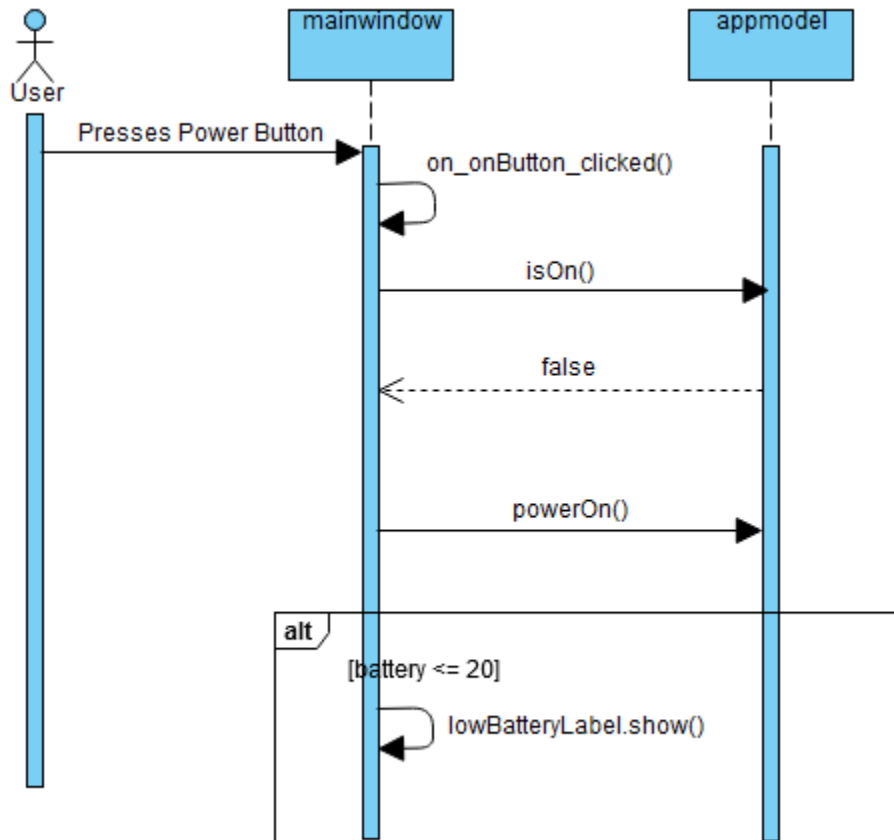 mainwindow
appmodel
User
Presses Power Button
on_onButton_clicked()
isOn()
false
powerOn()
alt
[battery <= 20]
lowBatteryLabel.show()